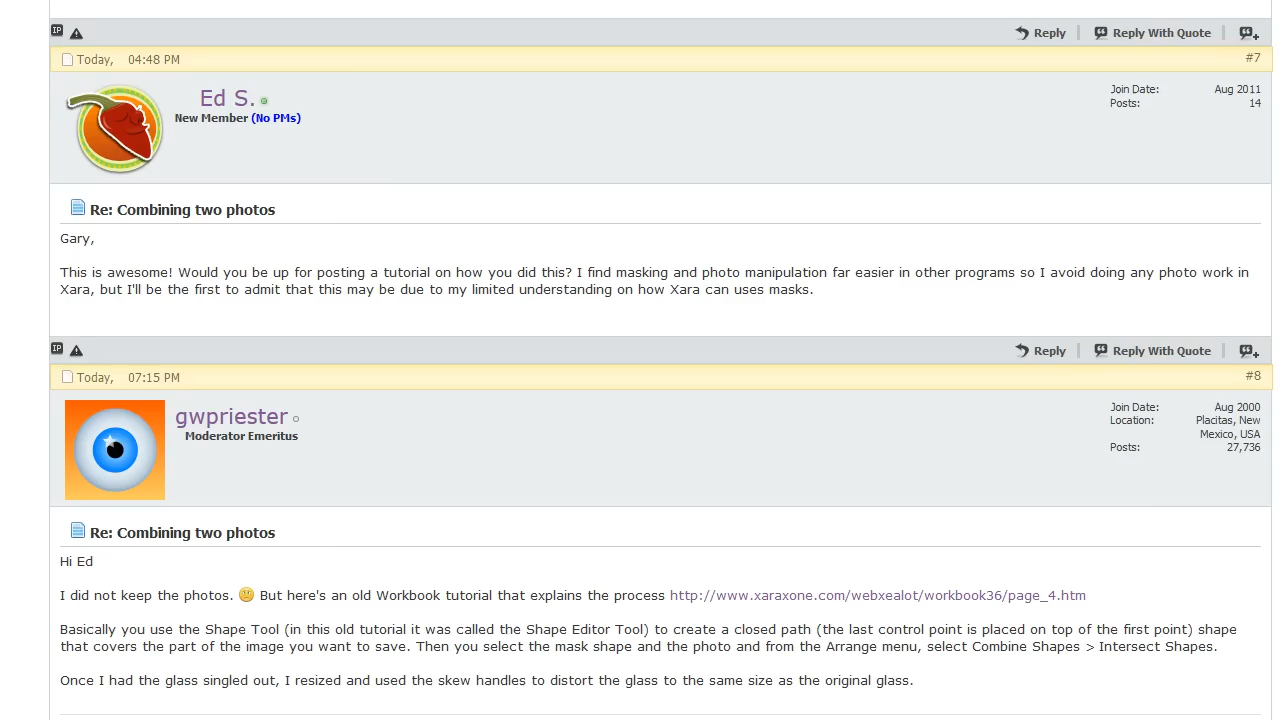 IP Reply Reply With Quote
Today, 04:48 PM #7
Ed S. Join Date: Aug 2011
New Member (No PMs) Posts: 14
Re: Combining two photos
Gary,
This is awesome! Would you be up for posting a tutorial on how you did this? I find masking and photo manipulation far easier in other programs so I avoid doing any photo work in
Xara, but I'll be the first to admit that this may be due to my limited understanding on how Xara can uses masks.
IP Reply Reply With Quote
Today, 07:15 PM #8
gwpriester Join Date: Aug 2000
Moderator Emeritus Location: Placitas, New
Mexico, USA
Posts: 27,736
Re: Combining two photos
Hi Ed
I did not keep the photos. But here's an old Workbook tutorial that explains the process http://www.xaraxone.com/webxealot/workbook36/page_4.htm
Basically you use the Shape Tool (in this old tutorial it was called the Shape Editor Tool) to create a closed path (the last control point is placed on top of the first point) shape
that covers the part of the image you want to save. Then you select the mask shape and the photo and from the Arrange menu, select Combine Shapes > Intersect Shapes.
Once I had the glass singled out, I resized and used the skew handles to distort the glass to the same size as the original glass.